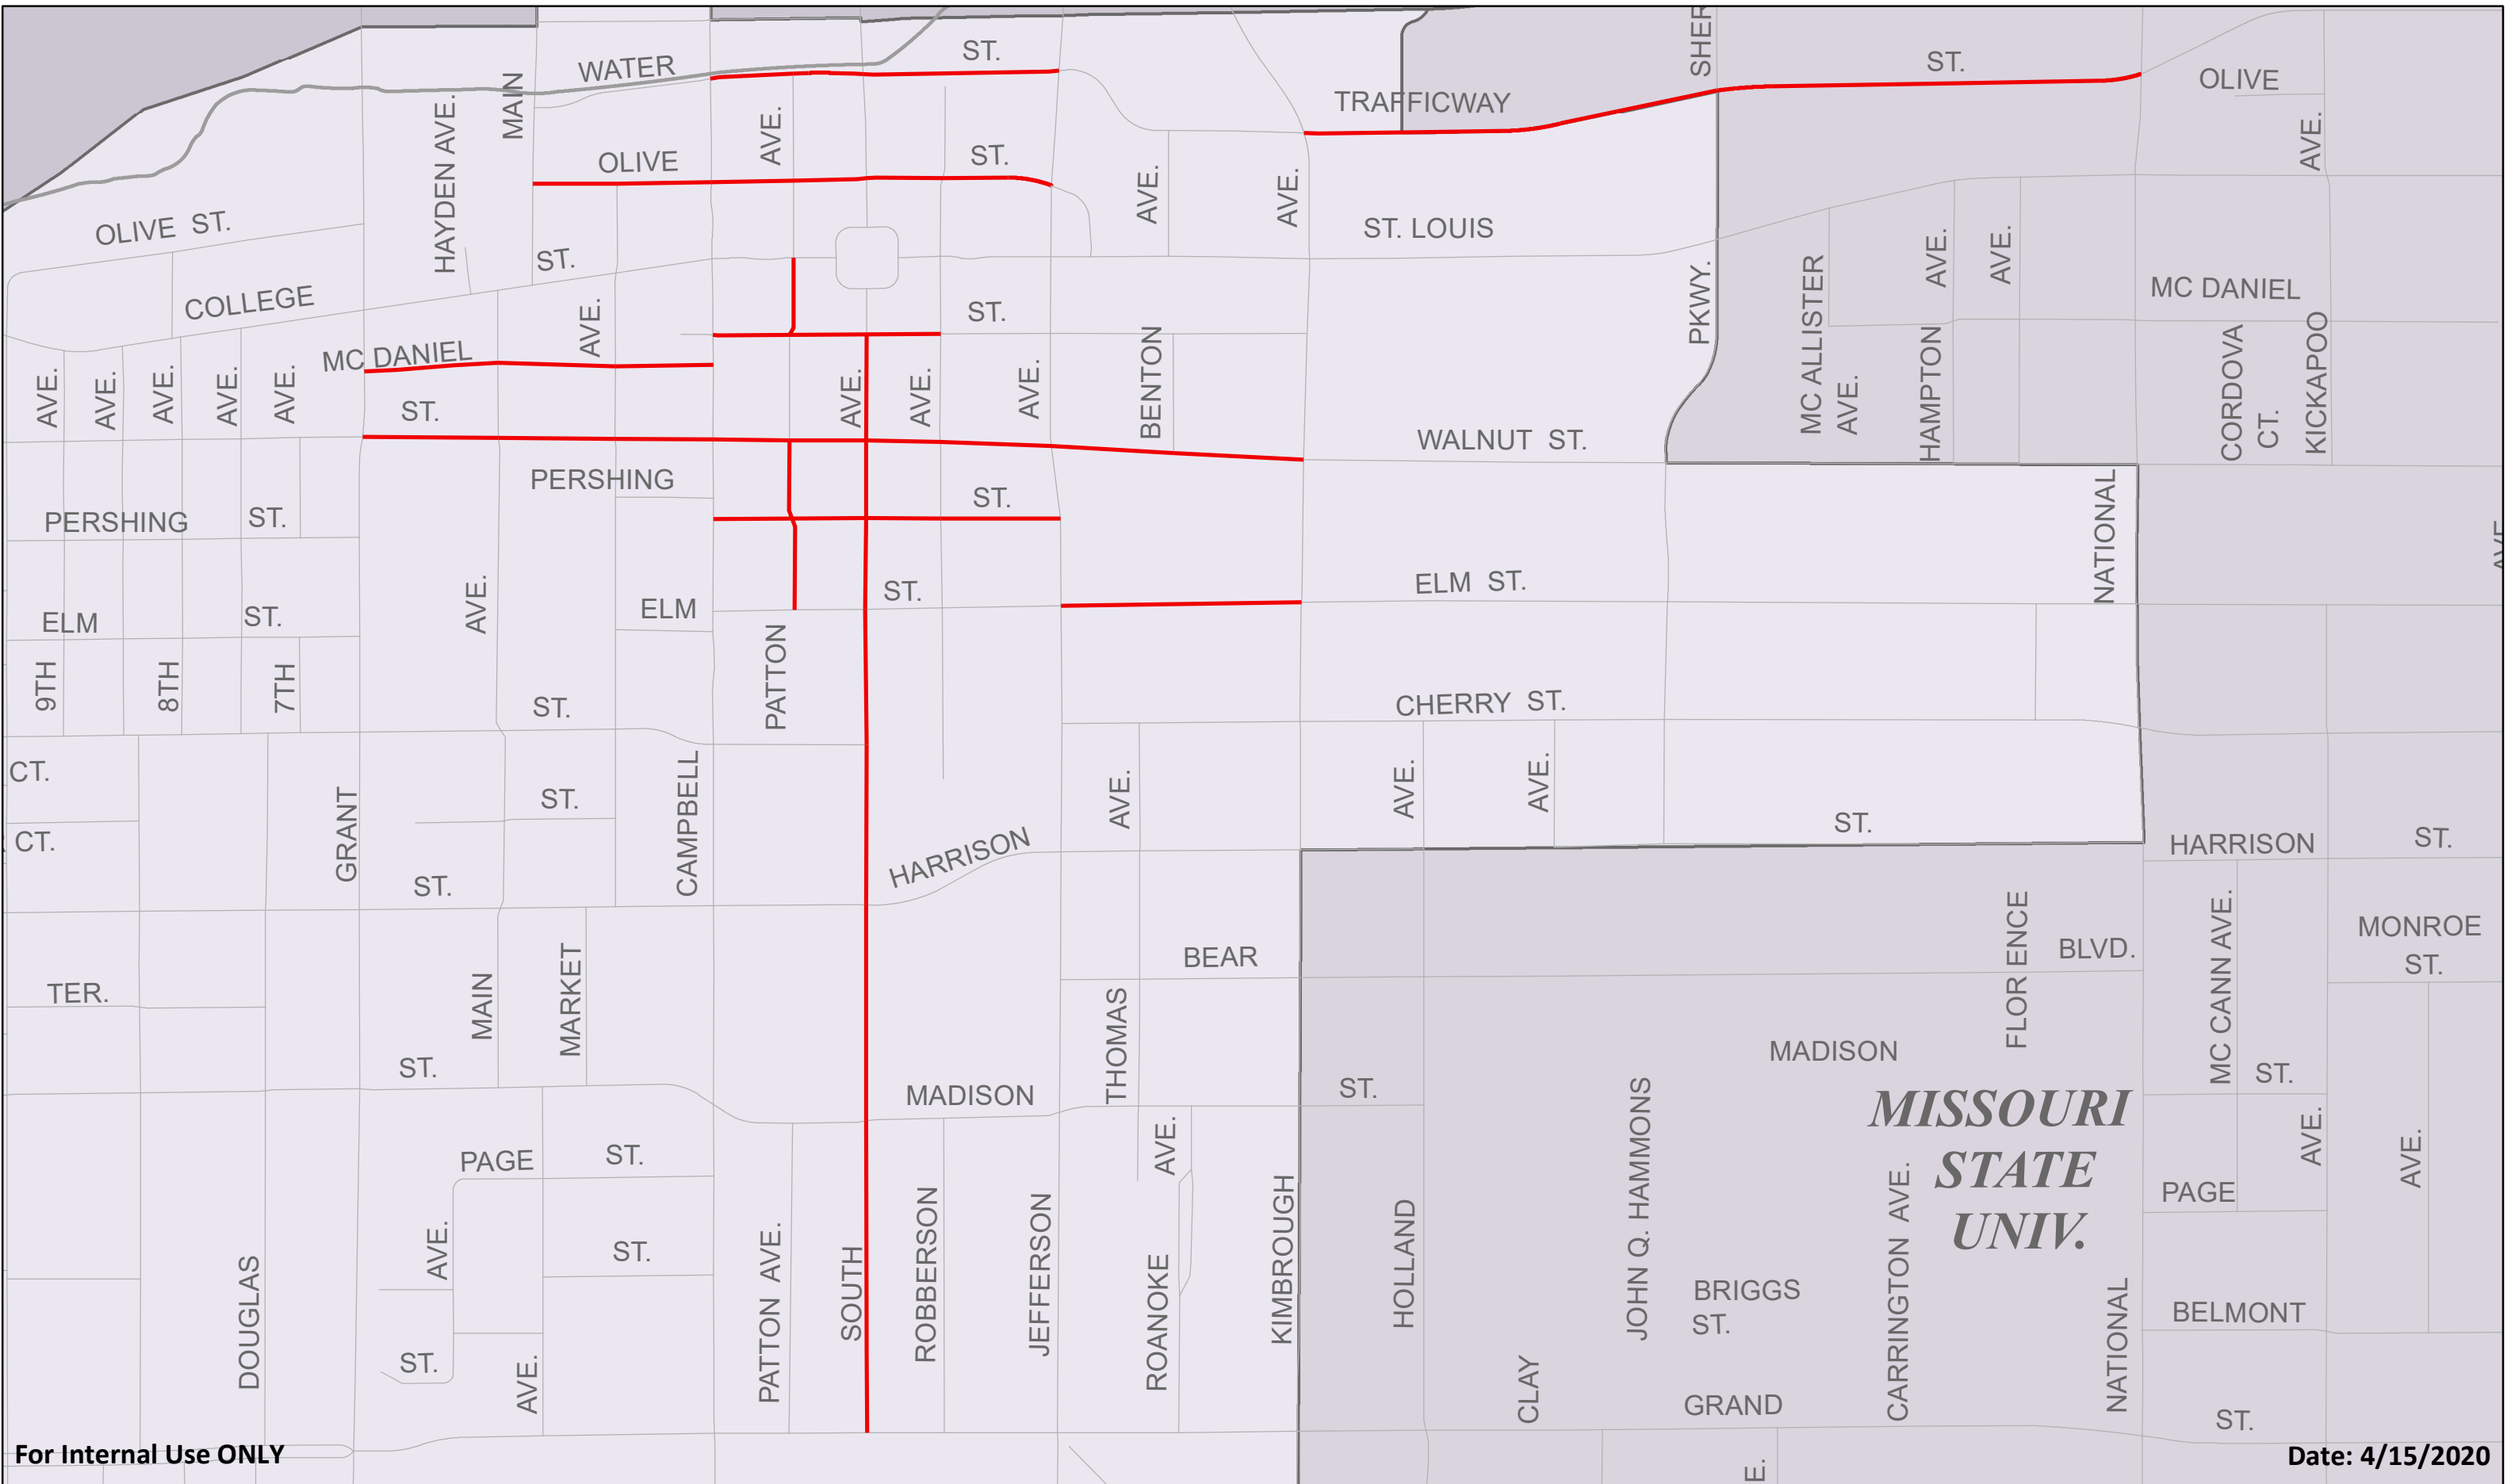 SHER
ST.
ST.
WATER
OLIVE
MAIN
TRAFFICWAY
HAYDEN AVE.
AVE.
AVE.
OLIVE
ST.
AVE.
AVE.
OLIVE ST.
ST. LOUIS
ST.
AVE.
AVE.
COLLEGE
MC DANIEL
ST.
PKWY.
AVE.
MC DANIEL
AVE.
AVE.
AVE.
AVE.
AVE.
AVE.
AVE.
AVE.
BENTON
MC ALLISTER
AVE.
HAMPTON
CORDOVA
CT.
KICKAPOO
ST.
WALNUT ST.
PERSHING
ST.
PERSHING
ST.
NATIONAL
AVE
ELM ST.
ST.
AVE.
ELM
ELM
ST.
9TH
8TH
7TH
PATTON
CHERRY ST.
ST.
CT.
CAMPBELL
AVE.
AVE.
AVE.
ST.
GRANT
CT.
ST.
HARRISON
HARRISON
ST.
ST.
FLOR ENCE
MC CANN AVE.
MONROE
ST.
BLVD.
BEAR
TER.
MAIN
MARKET
THOMAS
MADISON
ST.
MADISON
ST.
ST.
MISSOURI
STATE
UNIV.
PAGE
ST.
AVE.
AVE.
AVE.
PAGE
AVE.
ST.
DOUGLAS
PATTON AVE.
SOUTH
ROBBERSON
JEFFERSON
ROANOKE
KIMBROUGH
HOLLAND
JOHN Q. HAMMONS
BRIGGS
ST.
CARRINGTON AVE.
NATIONAL
BELMONT
ST.
AVE.
CLAY
GRAND
ST.
For Internal Use ONLY
E.
Date: 4/15/2020